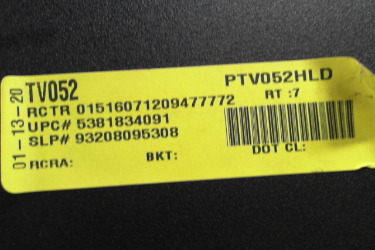 01-13-20
TV052 PTV052HLD
RCTR 01516071209477772 RT :7
UPC# 5381834091
SLP# 93208095308
RCRA: BKT: DOT CL: